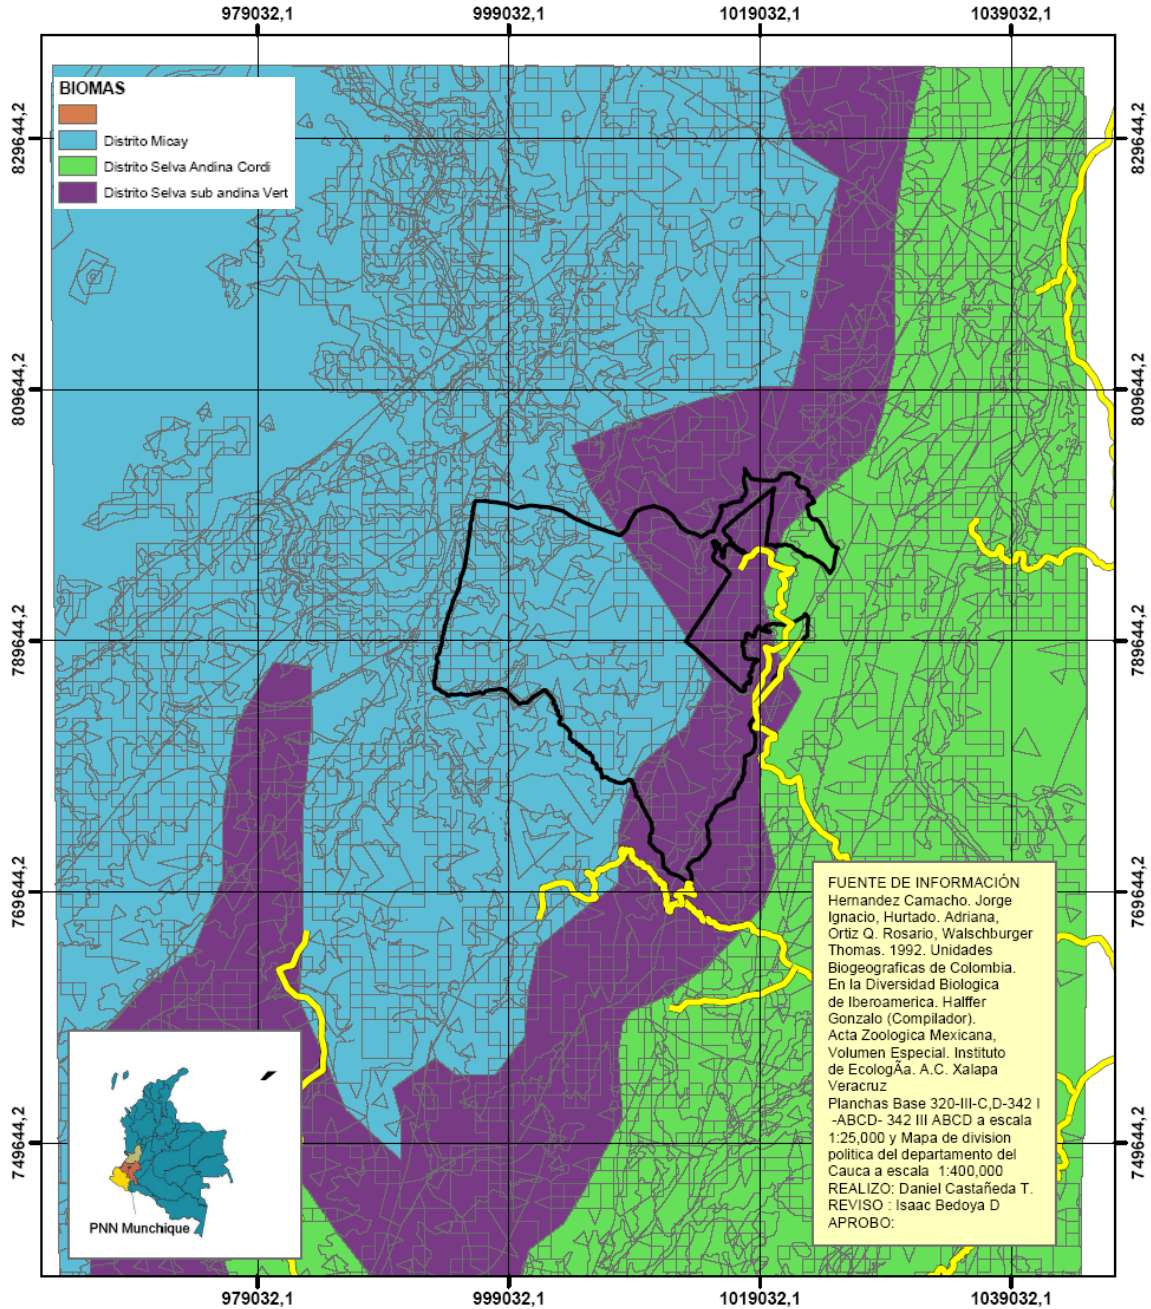 979032,1
999032,1
1019032,1
1039032,1
829644,2
829644,2
BIOMAS
Distrito Micay
Distrito Selva Andina Cordi
Distrito Selva sub andina Vert
809644,2
809644,2
789644,2
789644,2
769644,2
769644,2
FUENTE DE INFORMACIÓN
Hernandez Camacho. Jorge
Ignacio, Hurtado. Adriana,
Ortiz Q. Rosario, Walschburger
Thomas. 1992. Unidades
Biogeograficas de Colombia.
En la Diversidad Biologica
de Iberoamerica. Halffer
Gonzalo (Compilador).
Acta Zoologica Mexicana,
Volumen Especial. Instituto
de EcologÃa. A.C. Xalapa
Veracruz
Planchas Base 320-III-C,D-342 I
-ABCD- 342 III ABCD a escala
1:25,000 y Mapa de division
politica del departamento del
Cauca a escala 1:400,000
REALIZO: Daniel Castañeda T.
REVISO : Isaac Bedoya D
APROBO:
749644,2
749644,2
PNN Munchique
979032,1
999032,1
1019032,1
1039032,1